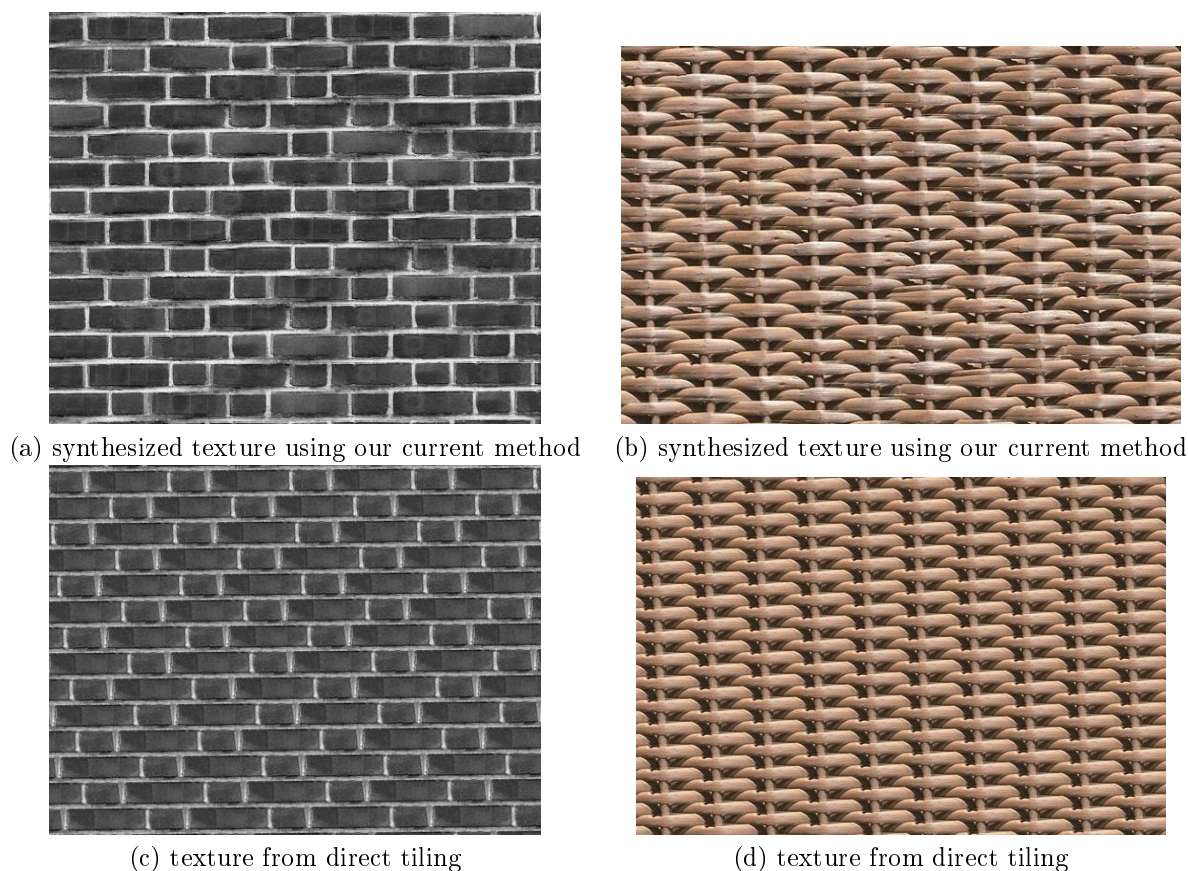 (a) synthesized texture using our current method
(b) synthesized texture using our current method
(c) texture from direct tiling
(d) texture from direct tiling